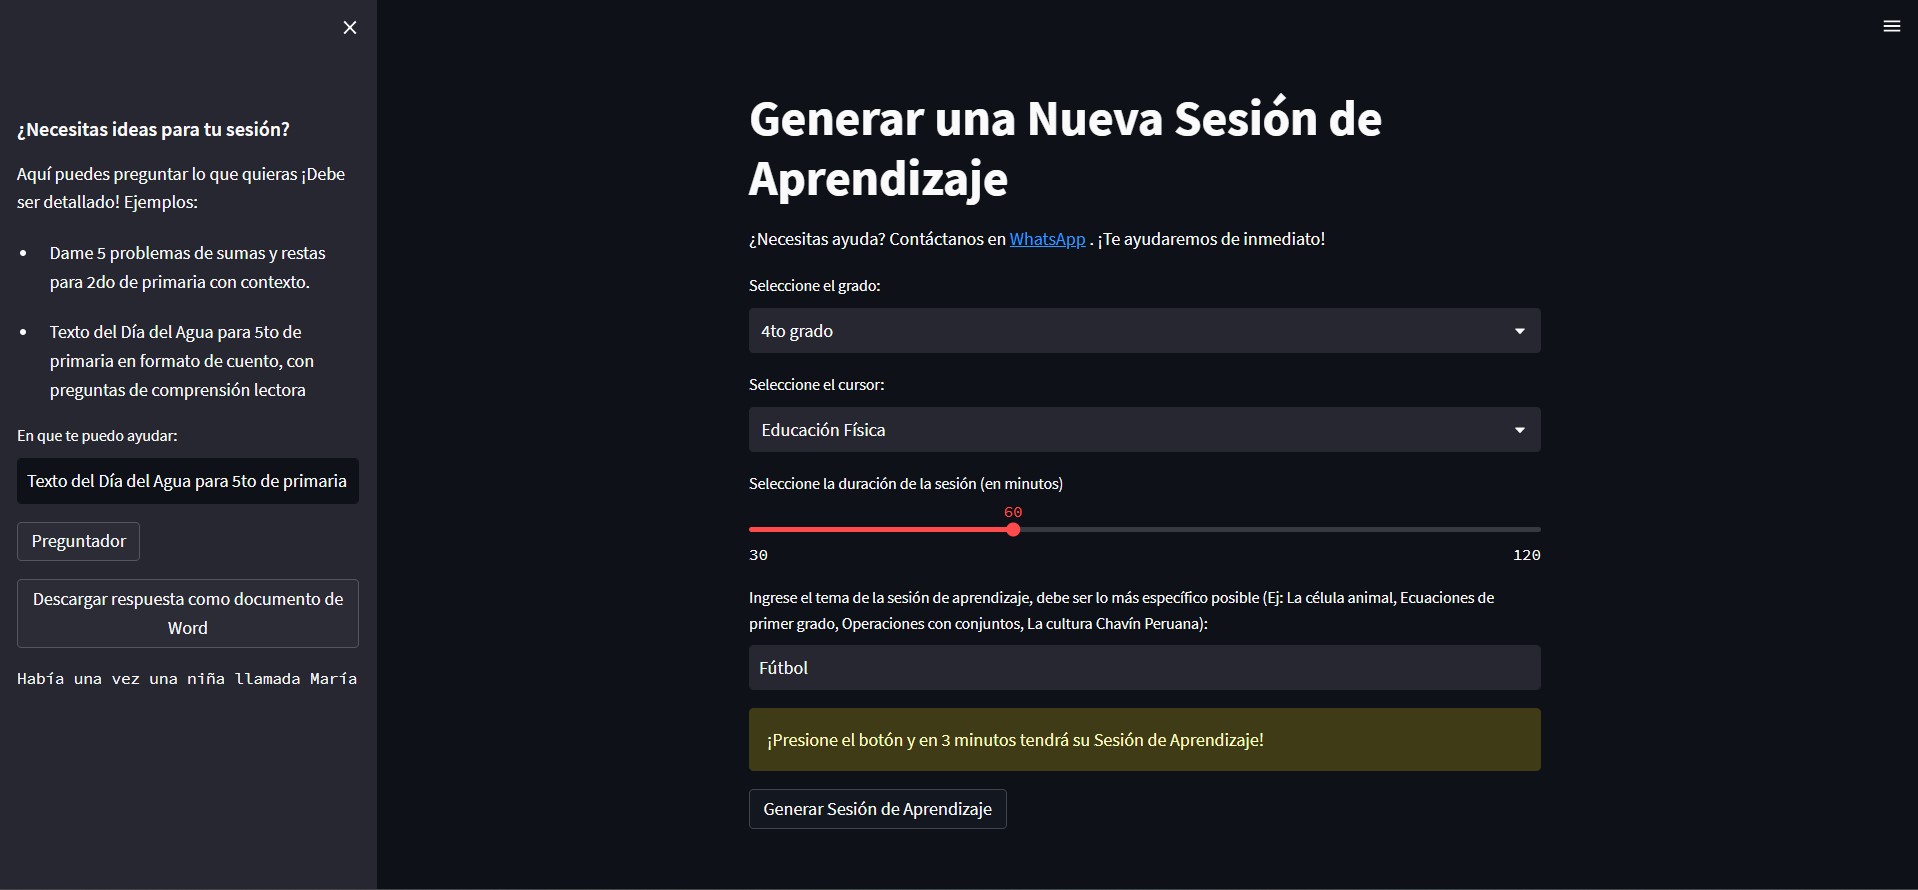 ¿Necesitas ideas para tu sesión?
Aquí puedes preguntar lo que quieras ¡Debe
ser detallado! Ejemplos:
Dame 5 problemas de sumas y restas
para 2do de primaria con contexto.
Texto del Día del Agua para 5to de
primaria en formato de cuento, con
preguntas de comprensión lectora
En que te puedo ayudar:
Texto del Día del Agua para 5to de primaria
Preguntador
Descargar respuesta como documento de
Word
Había una vez una niña llamada María
Generar una Nueva Sesión de
Aprendizaje
¿Necesitas ayuda? Contáctanos en WhatsApp . ¡Te ayudaremos de inmediato!
Seleccione el grado:
4to grado
Seleccione el cursor:
Educación Física
Seleccione la duración de la sesión (en minutos)
60
30 120
Ingrese el tema de la sesión de aprendizaje, debe ser lo más específico posible (Ej: La célula animal, Ecuaciones de
primer grado, Operaciones con conjuntos, La cultura Chavín Peruana):
Fútbol
¡Presione el botón y en 3 minutos tendrá su Sesión de Aprendizaje!
Generar Sesión de Aprendizaje